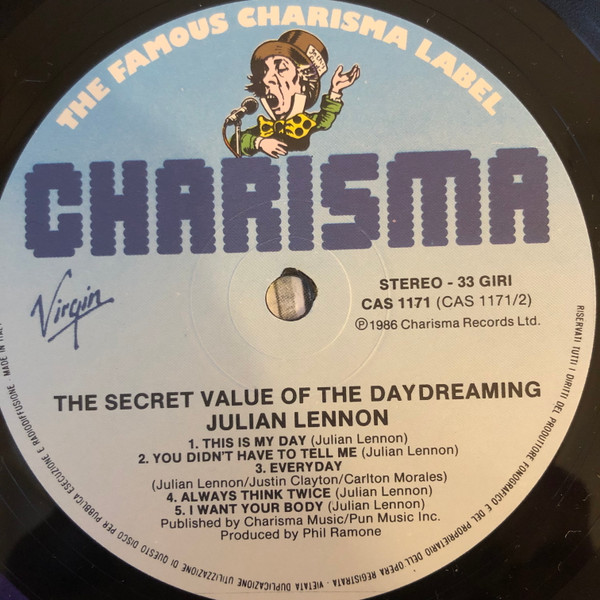 THE FAMOUS CHARISMA LABEL
CHARISMA
Virgin
STEREO - 33 GIRI
CAS 1171 (CAS 1171/2)
℗1986 Charisma Records Ltd.
THE SECRET VALUE OF THE DAYDREAMING
JULIAN LENNON
1. THIS IS MY DAY (Julian Lennon)
2. YOU DIDN'T HAVE TO TELL ME (Julian Lennon)
3. EVERYDAY
(Julian Lennon/Justin Clayton/Carlton Morales)
4. ALWAYS THINK TWICE (Julian Lennon)
5. I WANT YOUR BODY (Julian Lennon)
Published by Charisma Music/Pun Music Inc.
Produced by Phil Ramone
RISERVATI TUTTI I DIRITTI DEL PRODUTTORE FONOGRAFICO E DEL PROPRIETARIO DELL'OPERA REGISTRATA - VIETATA DUPLICAZIONE UTILIZZAZIONE DI QUESTO DISCO PER PUBBLICA ESECUZIONE E RADIODIFFUSIONE - MADE IN